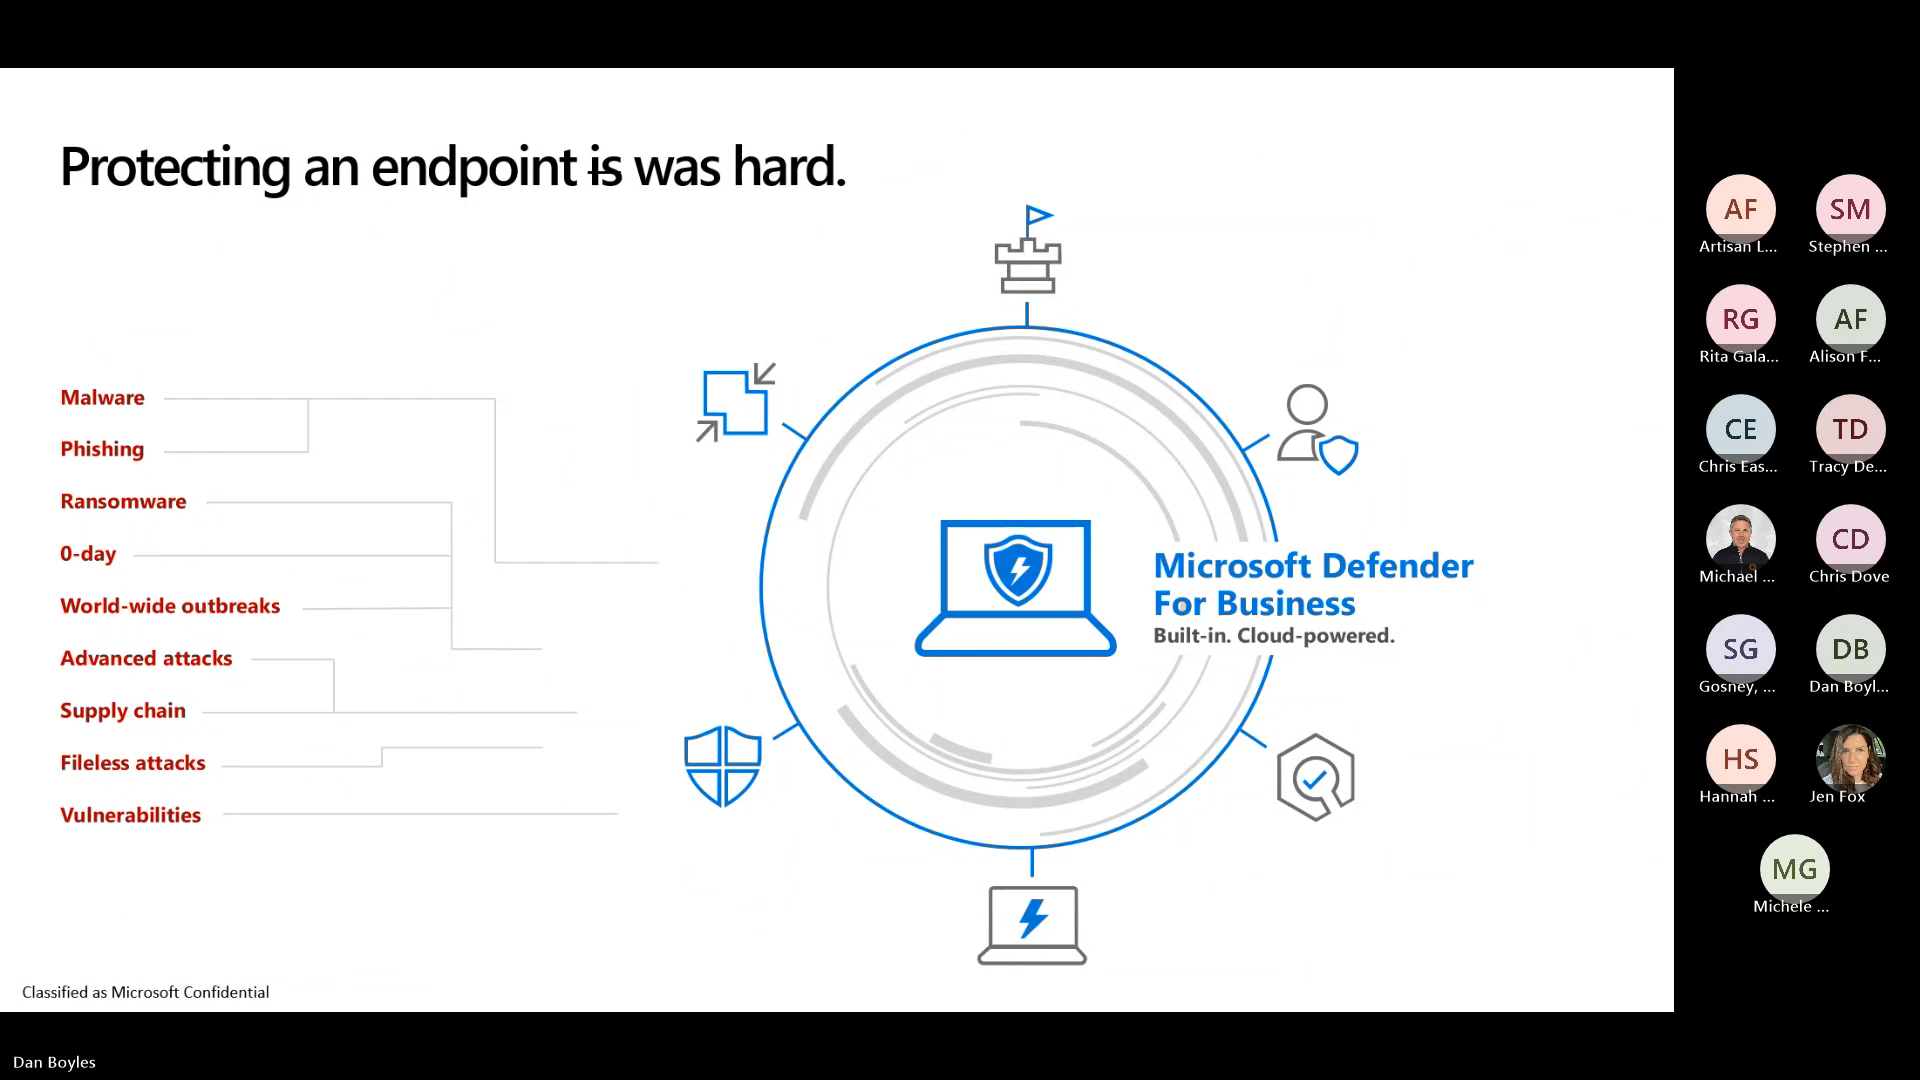 Protecting an endpoint is was hard.
Malware
Phishing
Ransomware
0-day
World-wide outbreaks
Advanced attacks
Supply chain
Fileless attacks
Vulnerabilities
Microsoft Defender
For Business
Built-in. Cloud-powered.
Classified as Microsoft Confidential
AF
Artisan L...
SM
Stephen ...
RG
Rita Gala...
AF
Alison F...
CE
Chris Eas...
TD
Tracy De...
Michael ...
CD
Chris Dove
SG
Gosney, ...
DB
Dan Boyl...
HS
Hannah ...
Jen Fox
MG
Michele ...
Dan Boyles